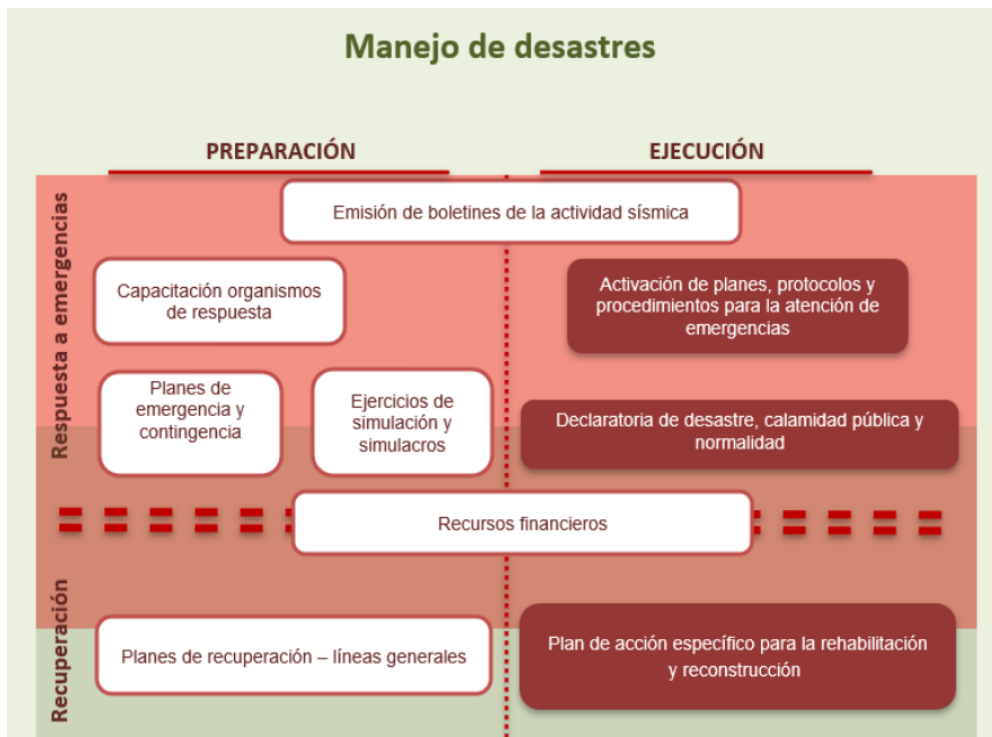 Manejo de desastres
PREPARACIÓN
EJECUCIÓN
Respuesta a emergencias
Emisión de boletines de la actividad sísmica
Capacitación organismos
de respuesta
Activación de planes, protocolos y
procedimientos para la atención de
emergencias
Planes de
emergencia y
contingencia
Ejercicios de
simulación y
simulacros
Declaratoria de desastre, calamidad pública y
normalidad
Recursos financieros
Recuperación
Planes de recuperación – líneas generales
Plan de acción específico para la rehabilitación
y reconstrucción